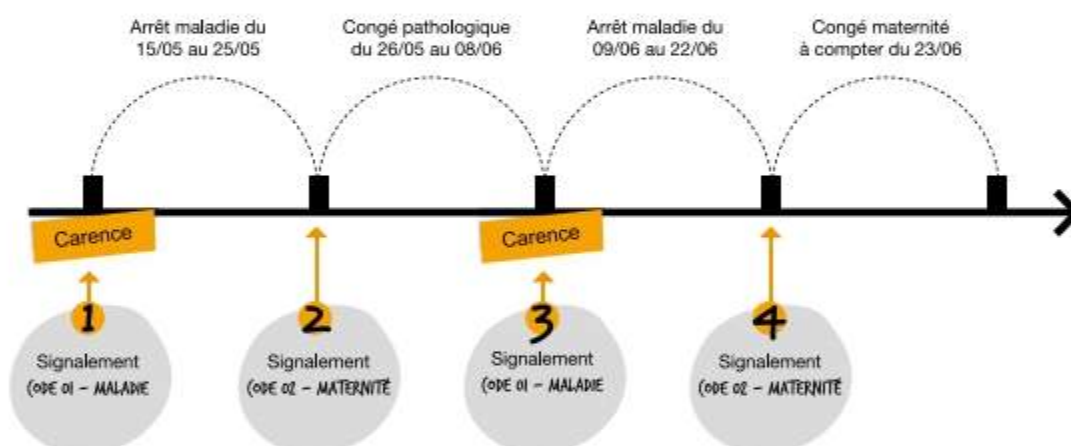 Arrêt maladie du
15/05 au 25/05
Congé pathologique
du 26/05 au 08/06
Arrêt maladie du
09/06 au 22/06
Congé maternité
à compter du 23/06
Carence
Carence
1
Signalement
CODE 01 – MALADIE
2
Signalement
CODE 02 – MATERNITÉ
3
Signalement
CODE 01 – MALADIE
4
Signalement
CODE 02 – MATERNITÉ